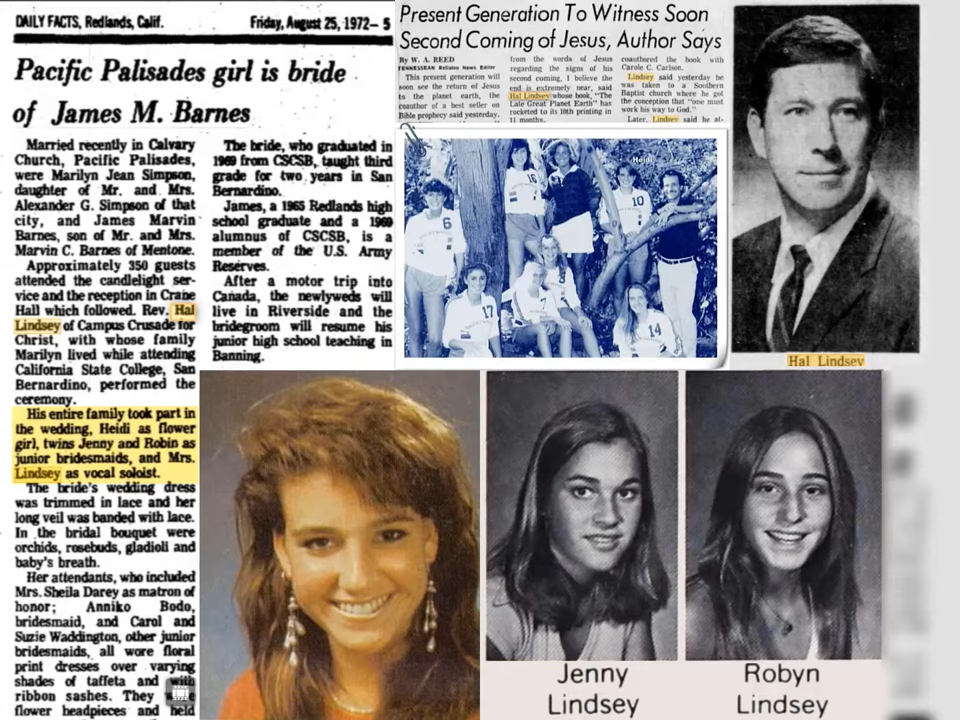 DAILY FACTS, Redlands, Calif.
Friday, August 25, 1972— 5
Pacific Palisades girl is bride
of James M. Barnes
Married recently in Calvary
Church, Pacific Palisades,
were Marilyn Jean Simpson,
daughter of Mr. and Mrs.
Alexander G. Simpson of that
city, and James Marvin
Barnes, son of Mr. and Mrs.
Marvin C. Barnes of Mentone.
Approximately 350 guests
attended the candlelight ser-
vice and the reception in Crane
Hall which followed. Rev. Hal
Lindsey of Campus Crusade for
Christ, with whose family
Marilyn lived while attending
California State College, San
Bernardino, performed the
ceremony.
His entire family took part in
the wedding, Heidi as flower
girl, twins Jenny and Robin as
junior bridesmaids, and Mrs.
Lindsey as vocal soloist.
The bride's wedding dress
was trimmed in lace and her
long veil was banded with lace.
In the bridal bouquet were
orchids, rosebuds, gladioli and
baby's breath.
Her attendants, who included
Mrs. Sheila Darey as matron of
honor; Anniko Bodo,
bridesmaid, and Carol and
Suzie Waddington, other junior
bridesmaids, all wore floral
print dresses over varying
shades of taffeta and with
ribbon sashes. They
flower headpieces and held
The bride, who graduated in
1969 from CSCSB, taught third
grade for two years in San
Bernardino.
James, a 1965 Redlands high
school graduate and a 1969
alumnus of CSCSB, is a
member of the U.S. Army
Reserves.
After a motor trip into
Canada, the newlyweds will
live in Riverside and the
bridegroom will resume his
junior high school teaching in
Banning.
Present Generation To Witness Soon
Second Coming of Jesus, Author Says
By W. A. REED
TENNESSEAN Religion News Editor
This present generation will
soon see the return of Jesus
to the planet earth, the
coauthor of a best seller on
Bible prophecy said yesterday.
from the words of Jesus
regarding the signs of his
second coming, I believe the
end is extremely near, said
Hal Lindsey whose book, "The
Late Great Planet Earth" has
rocketed to its 10th printing in
11 months.
coauthored the book with
Carole C. Carlson.
Lindsey said yesterday he
was taken to a Southern
Baptist church where he got
the conception that "one must
work his way to God."
Later, Lindsey said he at-
Heidi
6
16
10
17
7
3
14
Hal Lindsey
Jenny
Lindsey
Robyn
Lindsey